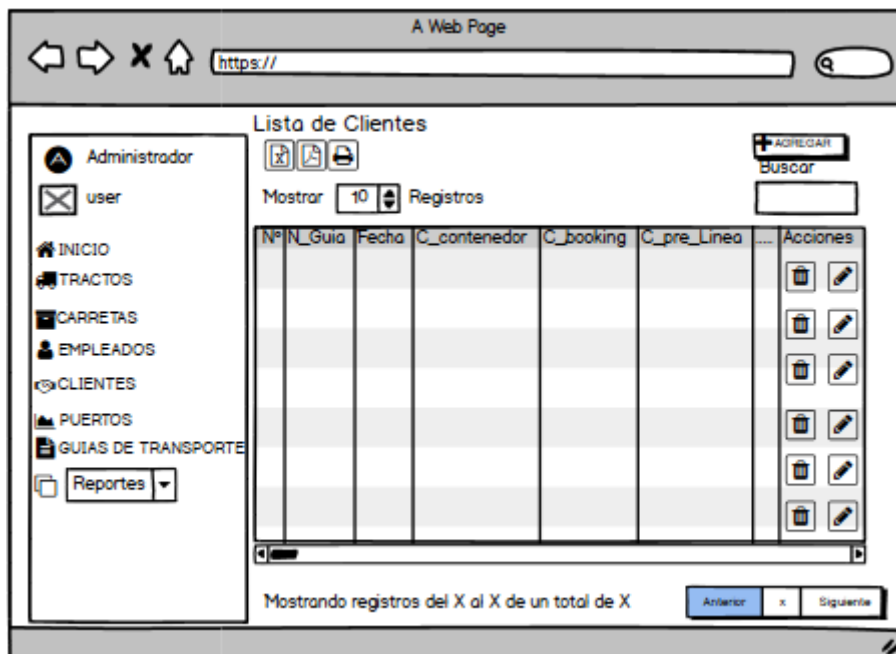 A Web Page
https://
Administrador
user
INICIO
TRACTOS
CARRETAS
EMPLEADOS
CLIENTES
PUERTOS
GUIAS DE TRANSPORTE
Reportes
Lista de Clientes
AGREGAR
Buscar
Mostrar 10 Registros
Nº N_Guia Fecha C_contenedor C_booking C_pre_Linea .... Acciones
Mostrando registros del X al X de un total de X
Anterior x Siguiente